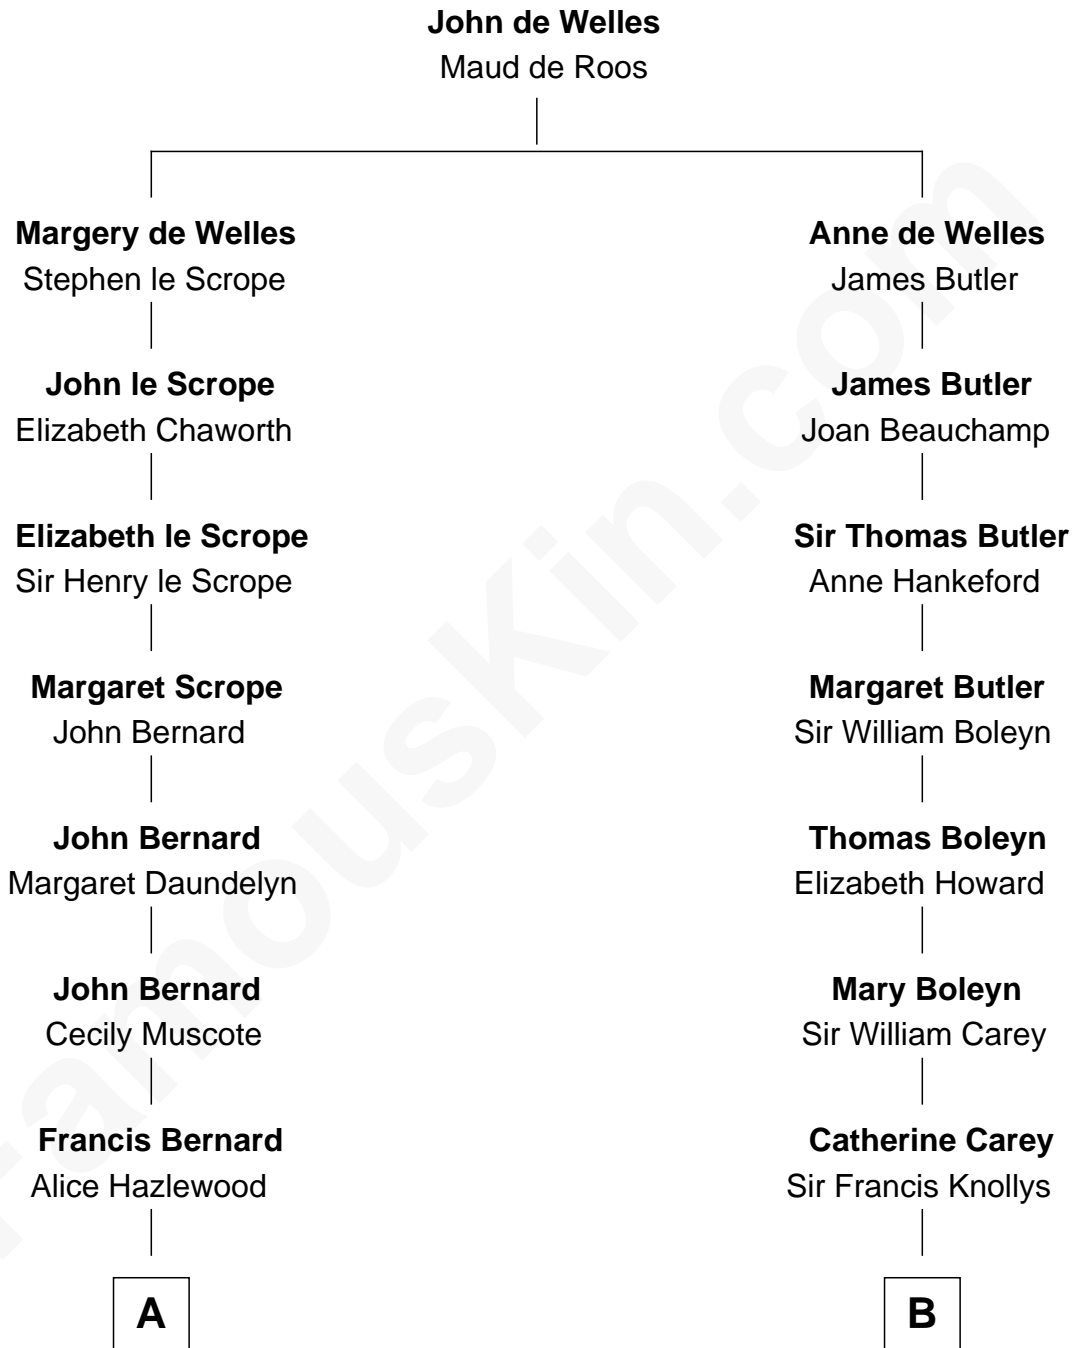 John de Welles
Maud de Roos
Margery de Welles
Stephen le Scrope
John le Scrope
Elizabeth Chaworth
Elizabeth le Scrope
Sir Henry le Scrope
Margaret Scrope
John Bernard
John Bernard
Margaret Daundelyn
John Bernard
Cecily Muscote
Francis Bernard
Alice Hazlewood
A
Anne de Welles
James Butler
James Butler
Joan Beauchamp
Sir Thomas Butler
Anne Hankeford
Margaret Butler
Sir William Boleyn
Thomas Boleyn
Elizabeth Howard
Mary Boleyn
Sir William Carey
Catherine Carey
Sir Francis Knollys
B
FamousKin.com